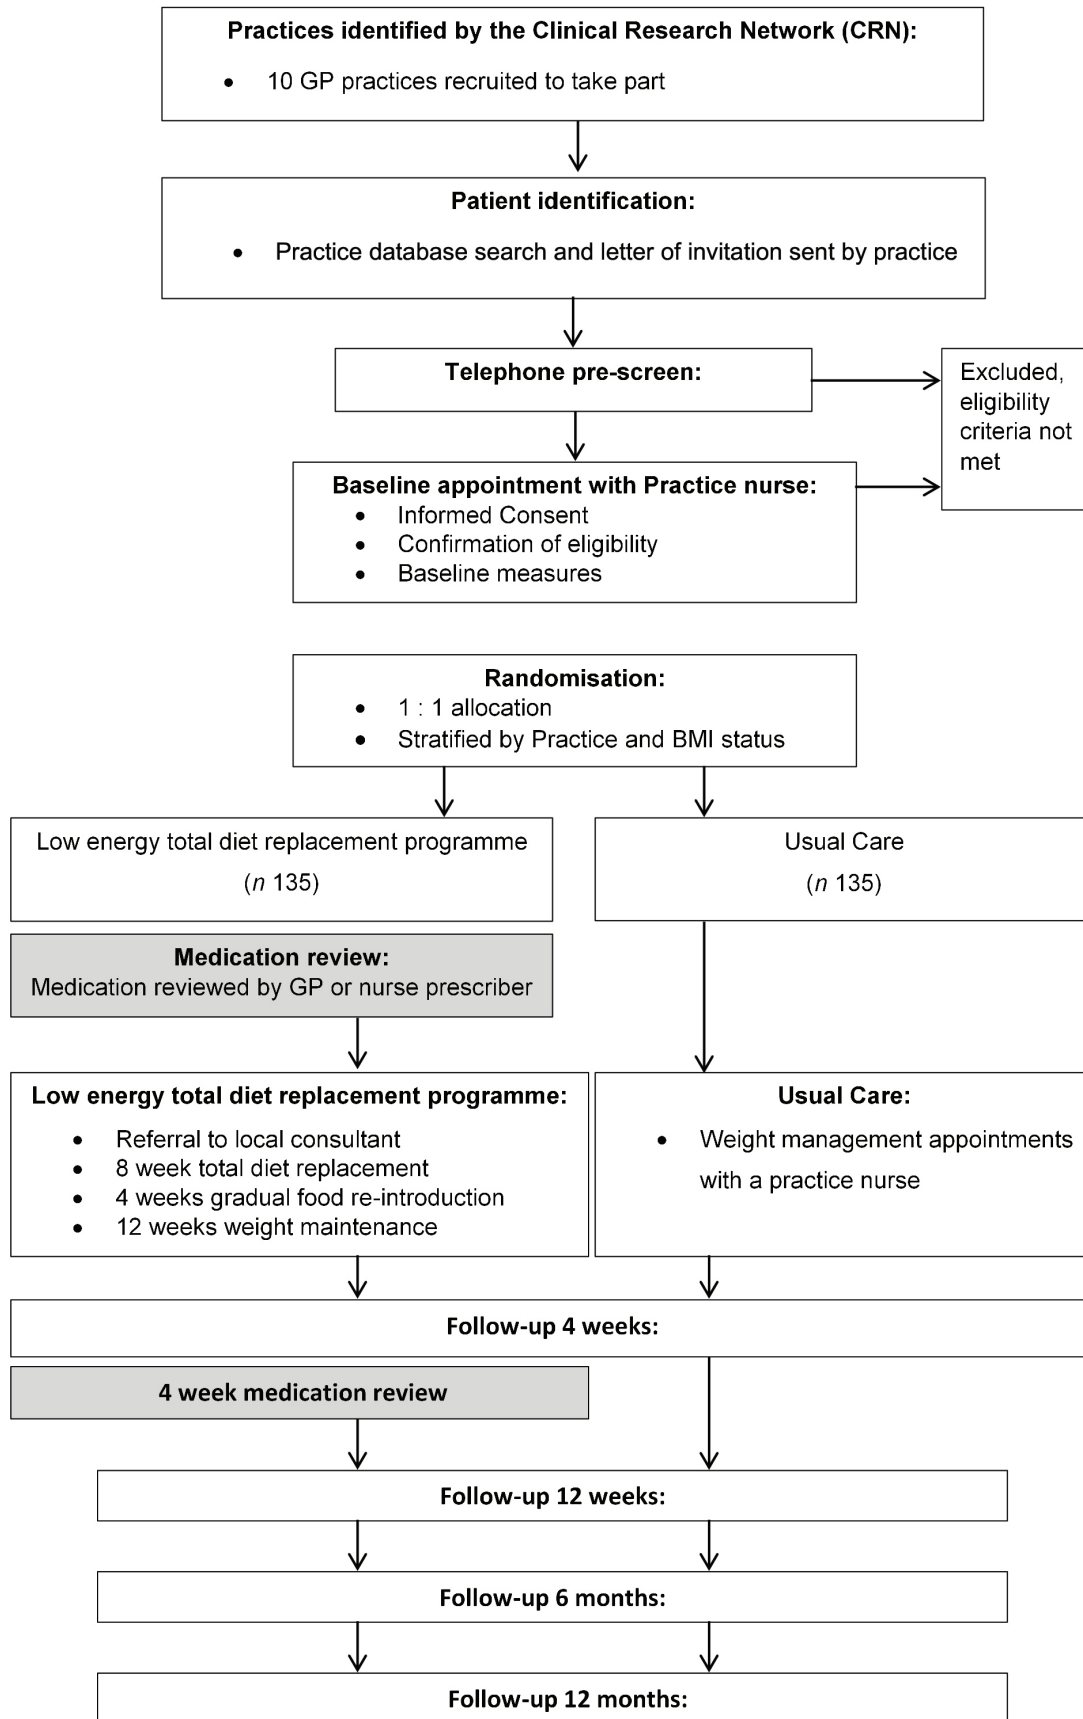 Practices identified by the Clinical Research Network (CRN):
• 10 GP practices recruited to take part
Patient identification:
• Practice database search and letter of invitation sent by practice
Telephone pre-screen:
Excluded,
eligibility
criteria not
met
Baseline appointment with Practice nurse:
• Informed Consent
• Confirmation of eligibility
• Baseline measures
Randomisation:
• 1 : 1 allocation
• Stratified by Practice and BMI status
Low energy total diet replacement programme
(n 135)
Usual Care
(n 135)
Medication review:
Medication reviewed by GP or nurse prescriber
Low energy total diet replacement programme:
• Referral to local consultant
• 8 week total diet replacement
• 4 weeks gradual food re-introduction
• 12 weeks weight maintenance
Usual Care:
• Weight management appointments
with a practice nurse
Follow-up 4 weeks:
4 week medication review
Follow-up 12 weeks:
Follow-up 6 months:
Follow-up 12 months: